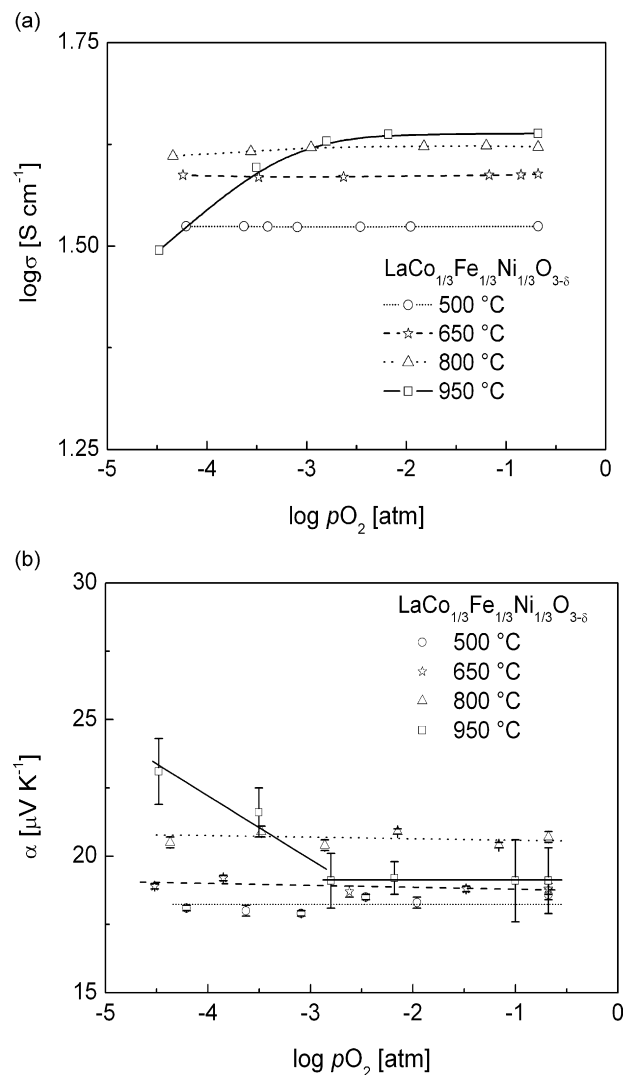 (a)
1.75
1.50
1.25
logσ [S cm⁻¹]
LaCo₁/₃Fe₁/₃Ni₁/₃O₃₋δ
500 °C
650 °C
800 °C
950 °C
-5 -4 -3 -2 -1 0
log pO₂ [atm]
(b)
30
25
20
15
α [μV K⁻¹]
LaCo₁/₃Fe₁/₃Ni₁/₃O₃₋δ
500 °C
650 °C
800 °C
950 °C
-5 -4 -3 -2 -1 0
log pO₂ [atm]